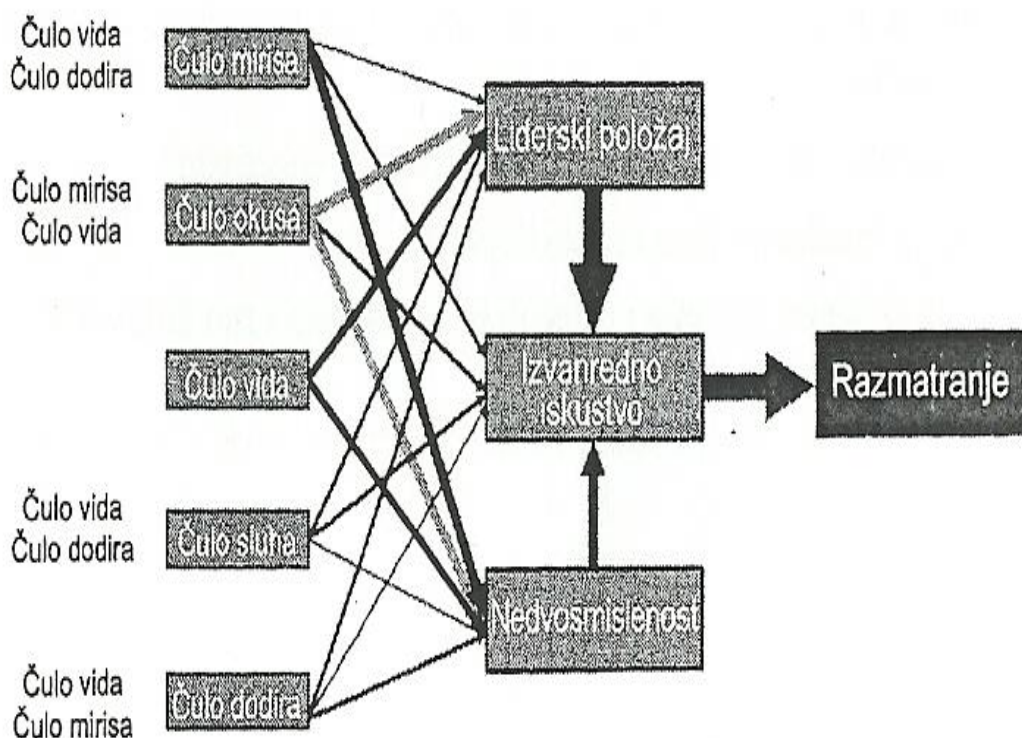 Čulo vida
Čulo dodira
Čulo mirisa
Čulo mirisa
Čulo vida
Čulo okusa
Čulo vida
Čulo vida
Čulo dodira
Čulo sluha
Čulo vida
Čulo mirisa
Čulo dodira
Liderski položaj
Izvanredno
iskustvo
Nedvosmislenost
Razmatranje